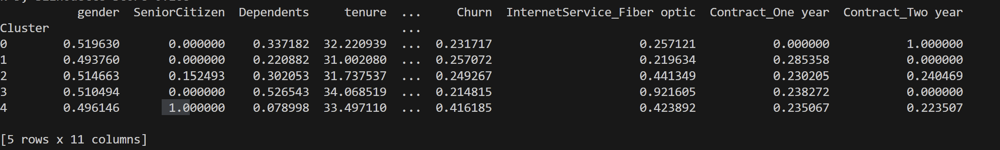 gender SeniorCitizen Dependents tenure ... Churn InternetService_Fiber optic Contract_One year Contract_Two year
Cluster ...
0 0.519630 0.000000 0.337182 32.220939 ... 0.231717 0.257121 0.000000 1.000000
1 0.493760 0.000000 0.220882 31.002080 ... 0.257072 0.219634 0.285358 0.000000
2 0.514663 0.152493 0.302053 31.737537 ... 0.249267 0.441349 0.230205 0.240469
3 0.510494 0.000000 0.526543 34.068519 ... 0.214815 0.921605 0.238272 0.000000
4 0.496146 1.000000 0.078998 33.497110 ... 0.416185 0.423892 0.235067 0.223507
[5 rows x 11 columns]